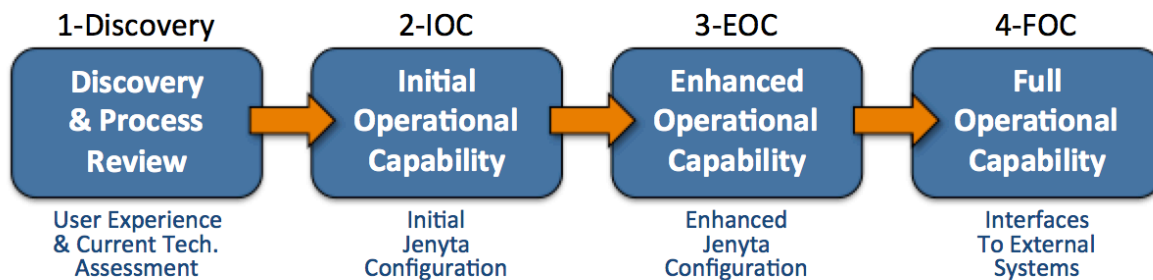 1-Discovery
Discovery
& Process
Review
User Experience
& Current Tech.
Assessment
2-IOC
Initial
Operational
Capability
Initial
Jenyta
Configuration
3-EOC
Enhanced
Operational
Capability
Enhanced
Jenyta
Configuration
4-FOC
Full
Operational
Capability
Interfaces
To External
Systems